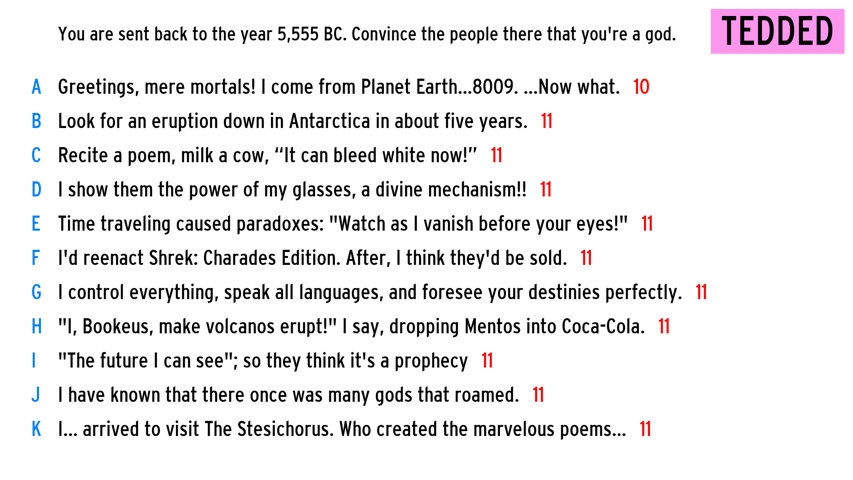 You are sent back to the year 5,555 BC. Convince the people there that you're a god.
TEDDED
A Greetings, mere mortals! I come from Planet Earth...8009. ...Now what. 10
B Look for an eruption down in Antarctica in about five years. 11
C Recite a poem, milk a cow, “It can bleed white now!” 11
D I show them the power of my glasses, a divine mechanism!! 11
E Time traveling caused paradoxes: "Watch as I vanish before your eyes!" 11
F I'd reenact Shrek: Charades Edition. After, I think they'd be sold. 11
G I control everything, speak all languages, and foresee your destinies perfectly. 11
H "I, Bookeus, make volcanos erupt!" I say, dropping Mentos into Coca-Cola. 11
I "The future I can see"; so they think it's a prophecy 11
J I have known that there once was many gods that roamed. 11
K I... arrived to visit The Stesichorus. Who created the marvelous poems... 11